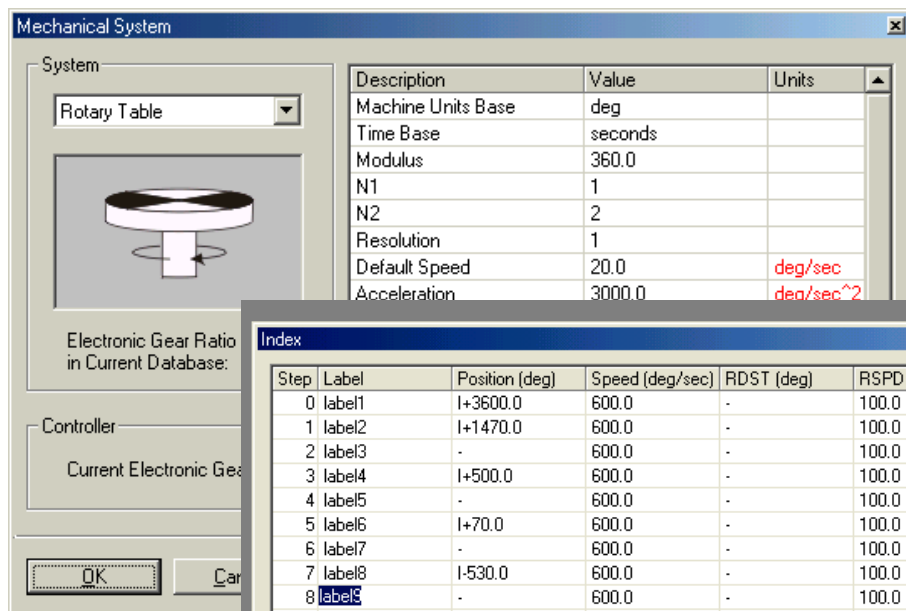 Mechanical System
System
Rotary Table
Description Value Units
Machine Units Base deg
Time Base seconds
Modulus 360.0
N1 1
N2 2
Resolution 1
Default Speed 20.0 deg/sec
Acceleration 3000.0 deg/sec^2
Electronic Gear Ratio
in Current Database:
Controller
Current Electronic
OK
Index
Step Label Position (deg) Speed (deg/sec) RDST (deg) RSPD
0 label1 I+3600.0 600.0 - 100.0
1 label2 I+1470.0 600.0 - 100.0
2 label3 - 600.0 - 100.0
3 label4 I+500.0 600.0 - 100.0
4 label5 - 600.0 - 100.0
5 label6 I+70.0 600.0 - 100.0
6 label7 - 600.0 - 100.0
7 label8 I-530.0 600.0 - 100.0
8 label9 - 600.0 - 100.0